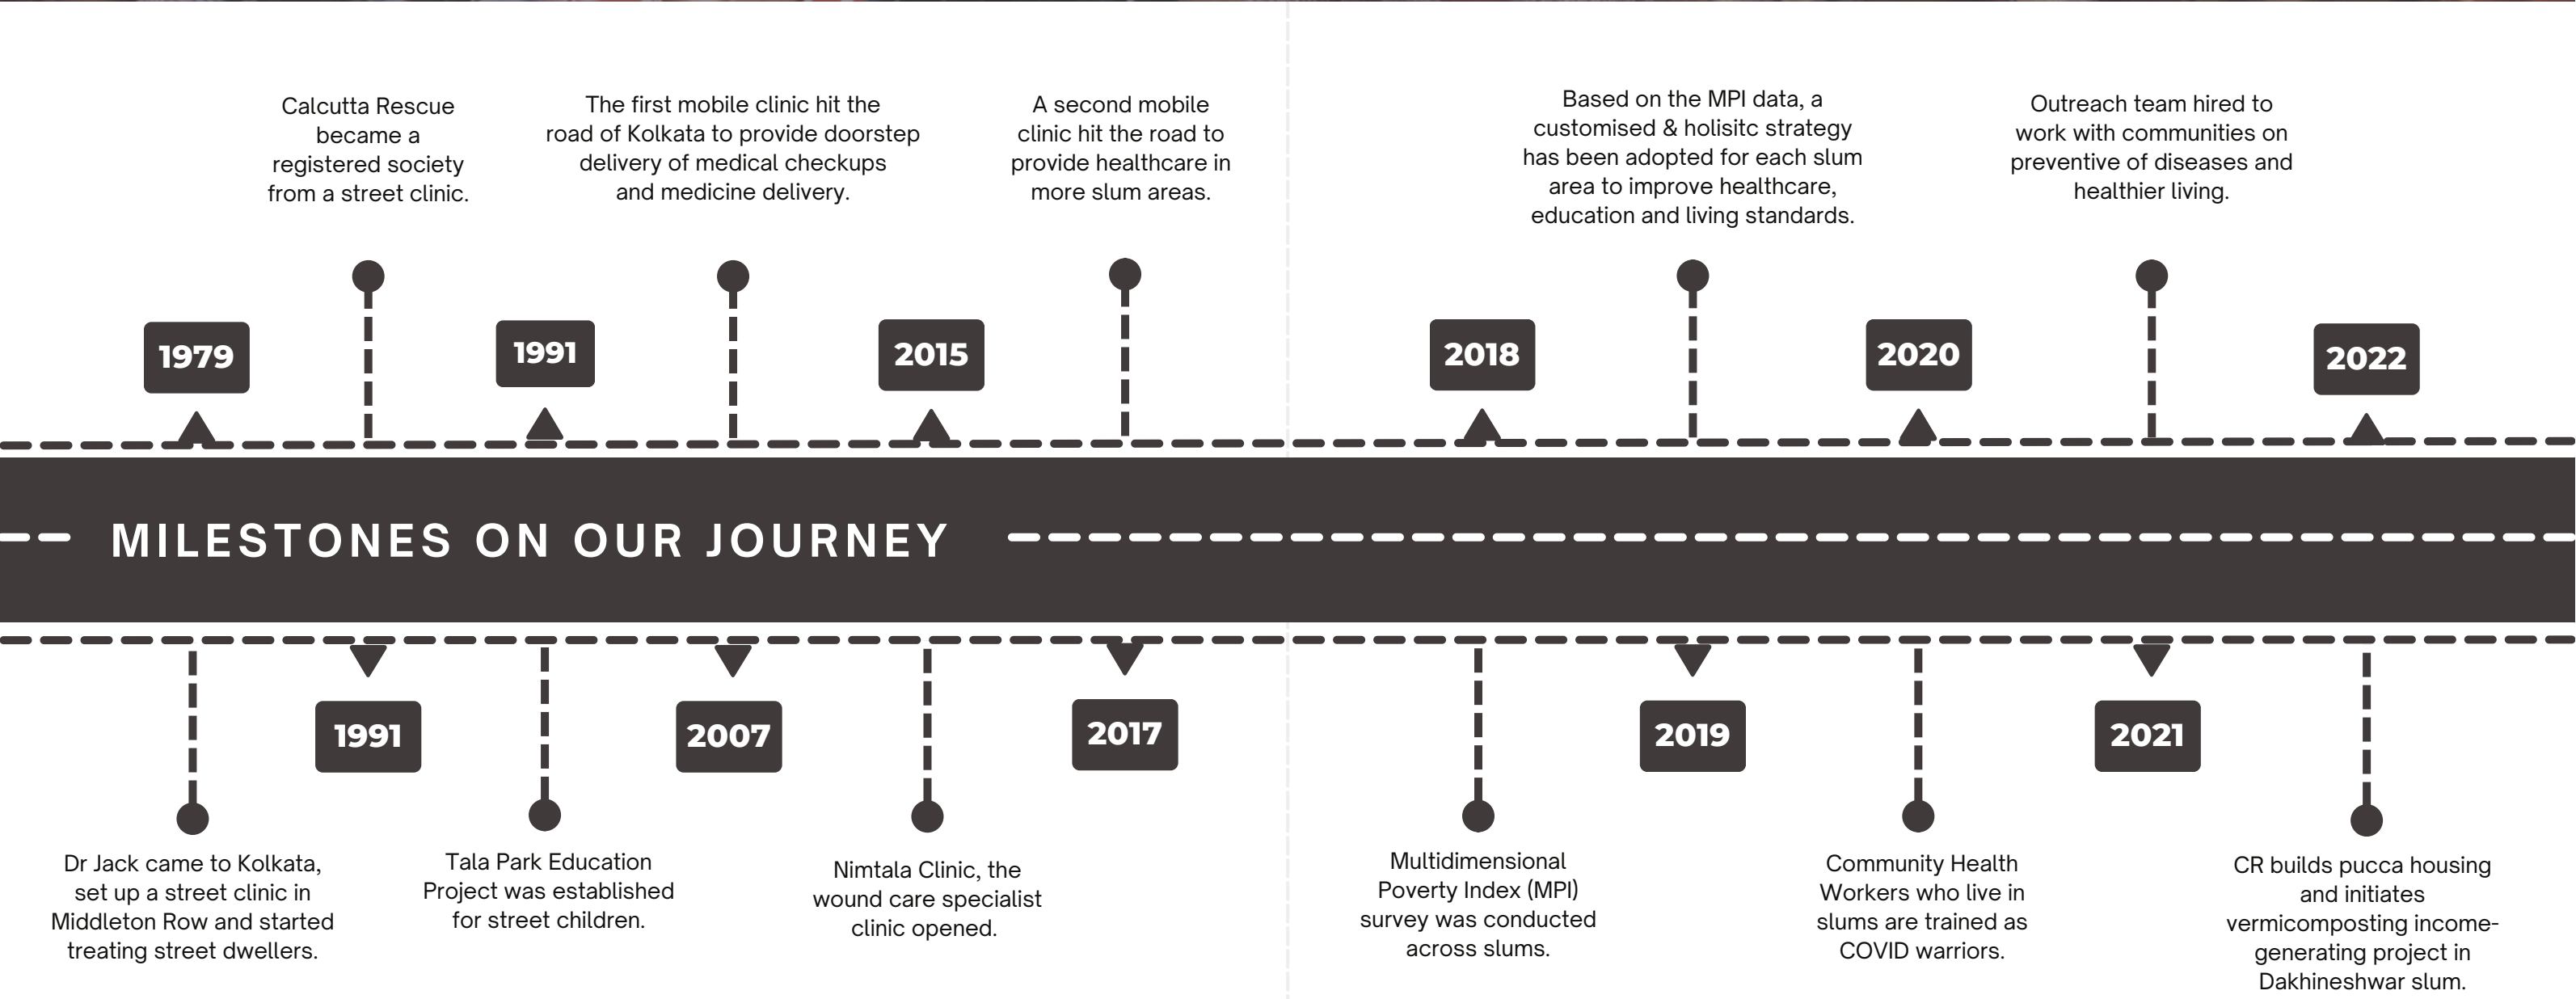 Calcutta Rescue
became a
registered society
from a street clinic.
The first mobile clinic hit the
road of Kolkata to provide doorstep
delivery of medical checkups
and medicine delivery.
A second mobile
clinic hit the road to
provide healthcare in
more slum areas.
Based on the MPI data, a
customised & holisitc strategy
has been adopted for each slum
area to improve healthcare,
education and living standards.
Outreach team hired to
work with communities on
preventive of diseases and
healthier living.
1979
1991
2015
2018
2020
2022
MILESTONES ON OUR JOURNEY
1991
2007
2017
2019
2021
Dr Jack came to Kolkata,
set up a street clinic in
Middleton Row and started
treating street dwellers.
Tala Park Education
Project was established
for street children.
Nimtala Clinic, the
wound care specialist
clinic opened.
Multidimensional
Poverty Index (MPI)
survey was conducted
across slums.
Community Health
Workers who live in
slums are trained as
COVID warriors.
CR builds pucca housing
and initiates
vermicomposting income-
generating project in
Dakhineshwar slum.